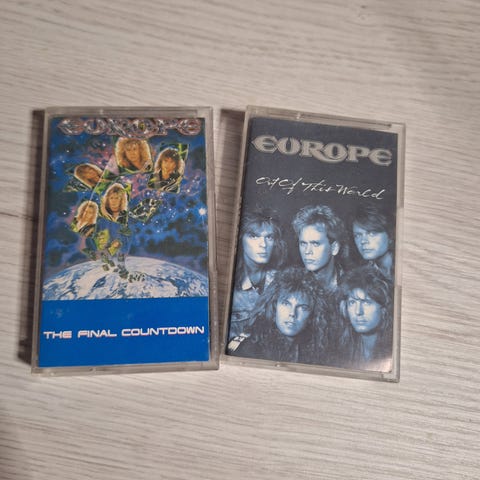 EUROPE
THE FINAL COUNTDOWN
EUROPE
Out Of This World